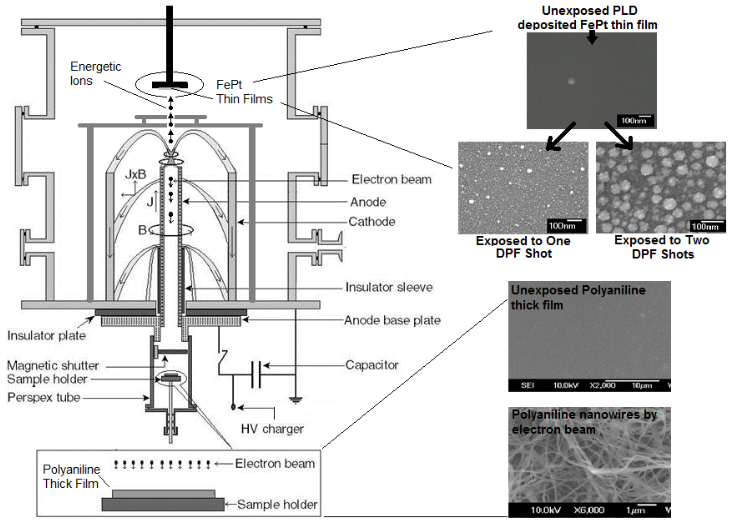 Energetic
Ions
FePt
Thin Films
JxB
J
B
Electron beam
Anode
Cathode
Insulator sleeve
Insulator plate
Anode base plate
Magnetic shutter
Sample holder
Perspex tube
Capacitor
HV charger
Polyaniline
Thick Film
Electron beam
Sample holder
Unexposed PLD
deposited FePt thin film
100nm
100nm
100nm
Exposed to One
DPF Shot
Exposed to Two
DPF Shots
Unexposed Polyaniline
thick film
SEI 10.0kV X2,000 10μm
Polyaniline nanowires by
electron beam
10.0kV X6,000 1μm